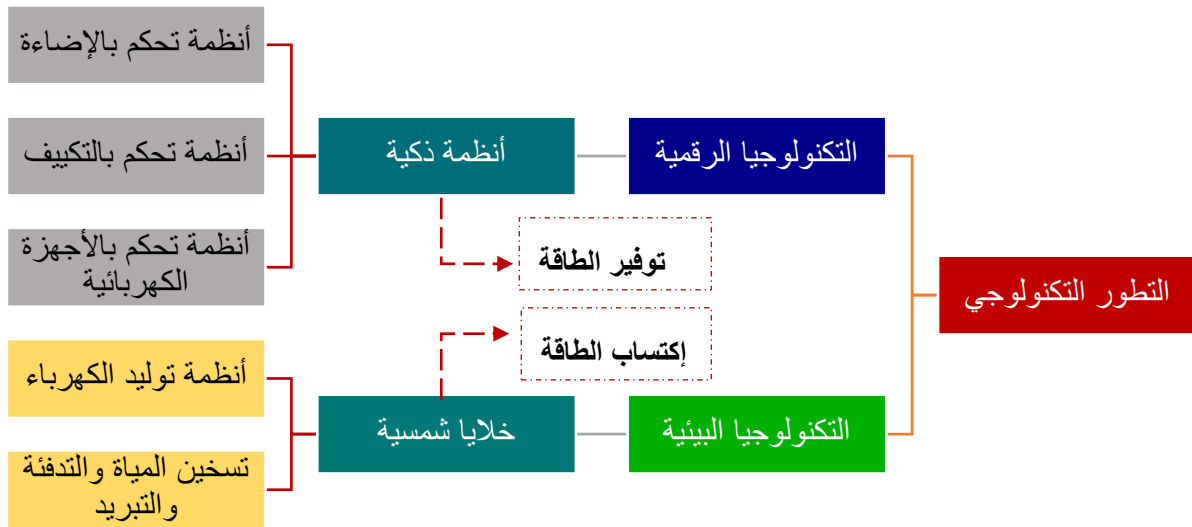 التطور التكنولوجي
التكنولوجيا الرقمية
أنظمة ذكية
أنظمة تحكم بالإضاءة
أنظمة تحكم بالتكييف
أنظمة تحكم بالأجهزة
الكهربائية
توفير الطاقة
إكتساب الطاقة
التكنولوجيا البيئية
خلايا شمسية
أنظمة توليد الكهرباء
تسخين المياة والتدفئة
والتبريد